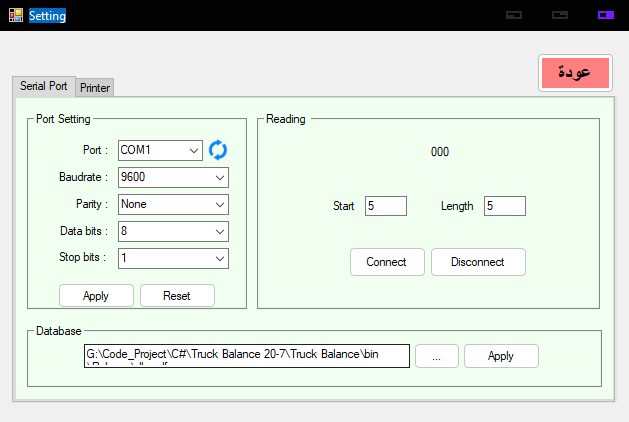 Setting
عودة
Serial Port
Printer
Port Setting
Port :
COM1
Baudrate :
9600
Parity :
None
Data bits :
8
Stop bits :
1
Apply
Reset
Reading
000
Start
5
Length
5
Connect
Disconnect
Database
G:\Code_Project\C#\Truck Balance 20-7\Truck Balance\bin
...
Apply